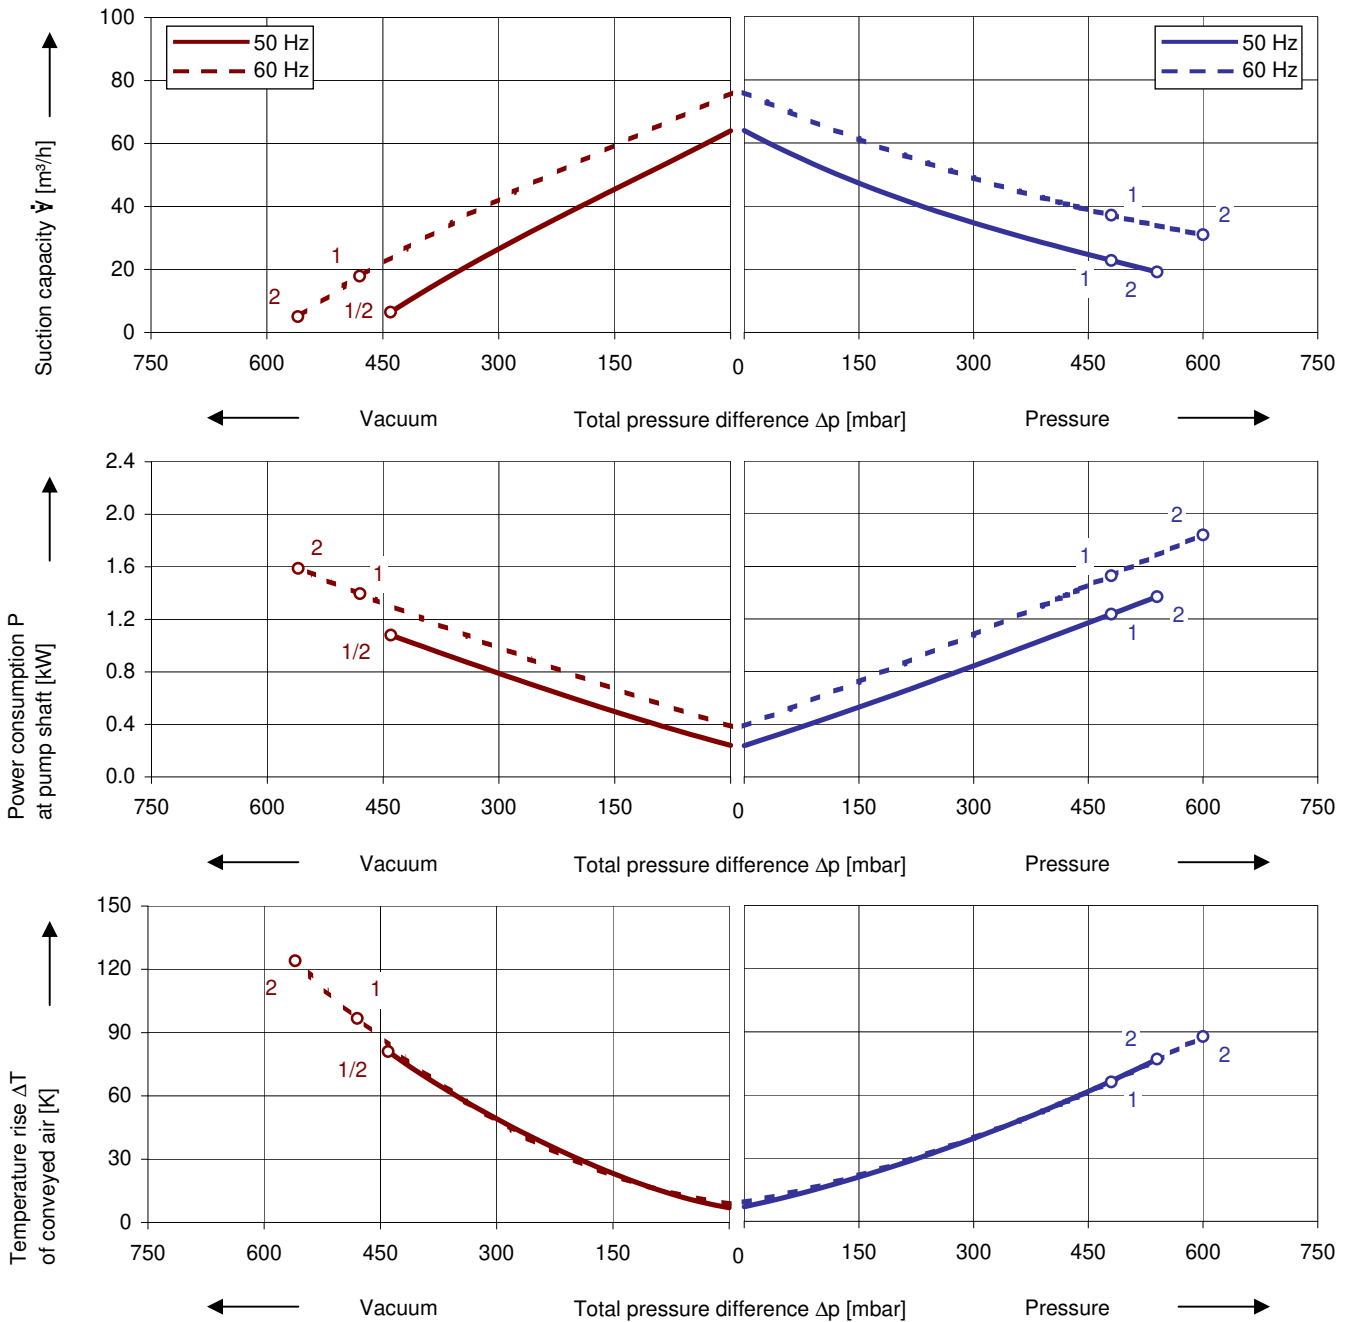 100
80
60
40
20
0
Suction capacity V̇ [m³/h]
50 Hz
60 Hz
50 Hz
60 Hz
2
1
1/2
1
2
1
2
750 600 450 300 150 0 150 300 450 600 750
Vacuum Total pressure difference Δp [mbar] Pressure
2.4
2.0
1.6
1.2
0.8
0.4
0.0
Power consumption P
at pump shaft [kW]
2
1
1/2
2
1
2
1
750 600 450 300 150 0 150 300 450 600 750
Vacuum Total pressure difference Δp [mbar] Pressure
150
120
90
60
30
0
Temperature rise ΔT
of conveyed air [K]
2
1
1/2
2
2
1
750 600 450 300 150 0 150 300 450 600 750
Vacuum Total pressure difference Δp [mbar] Pressure